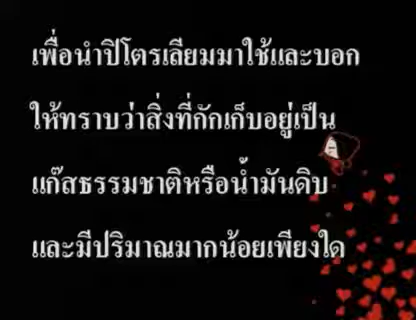 เพื่อนำปิโตรเลียมมาใช้และบอก
ให้ทราบว่าสิ่งที่กักเก็บอยู่เป็น
แก๊สธรรมชาติหรือน้ำมันดิบ
และมีปริมาณมากน้อยเพียงใด